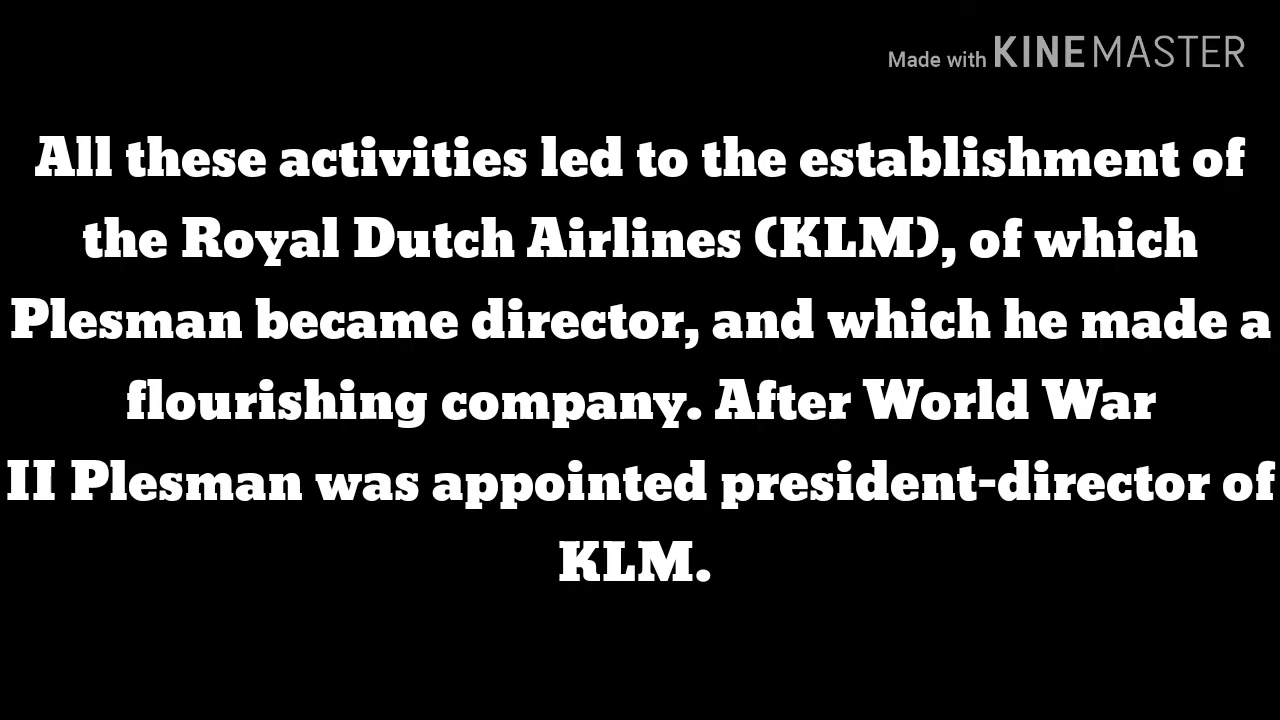 Made with KINEMASTER
All these activities led to the establishment of
the Royal Dutch Airlines (KLM), of which
Plesman became director, and which he made a
flourishing company. After World War
II Plesman was appointed president-director of
KLM.